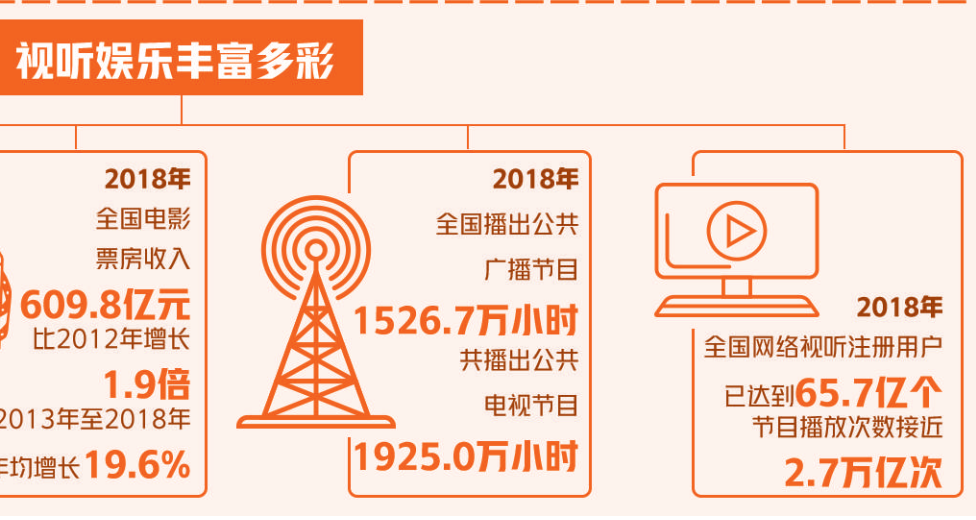 视听娱乐丰富多彩
2018年
全国电影
票房收入
609.8亿元
比2012年增长
1.9倍
2013年至2018年
年均增长19.6%
2018年
全国播出公共
广播节目
1526.7万小时
共播出公共
电视节目
1925.0万小时
2018年
全国网络视听注册用户
已达到65.7亿个
节目播放次数接近
2.7万亿次